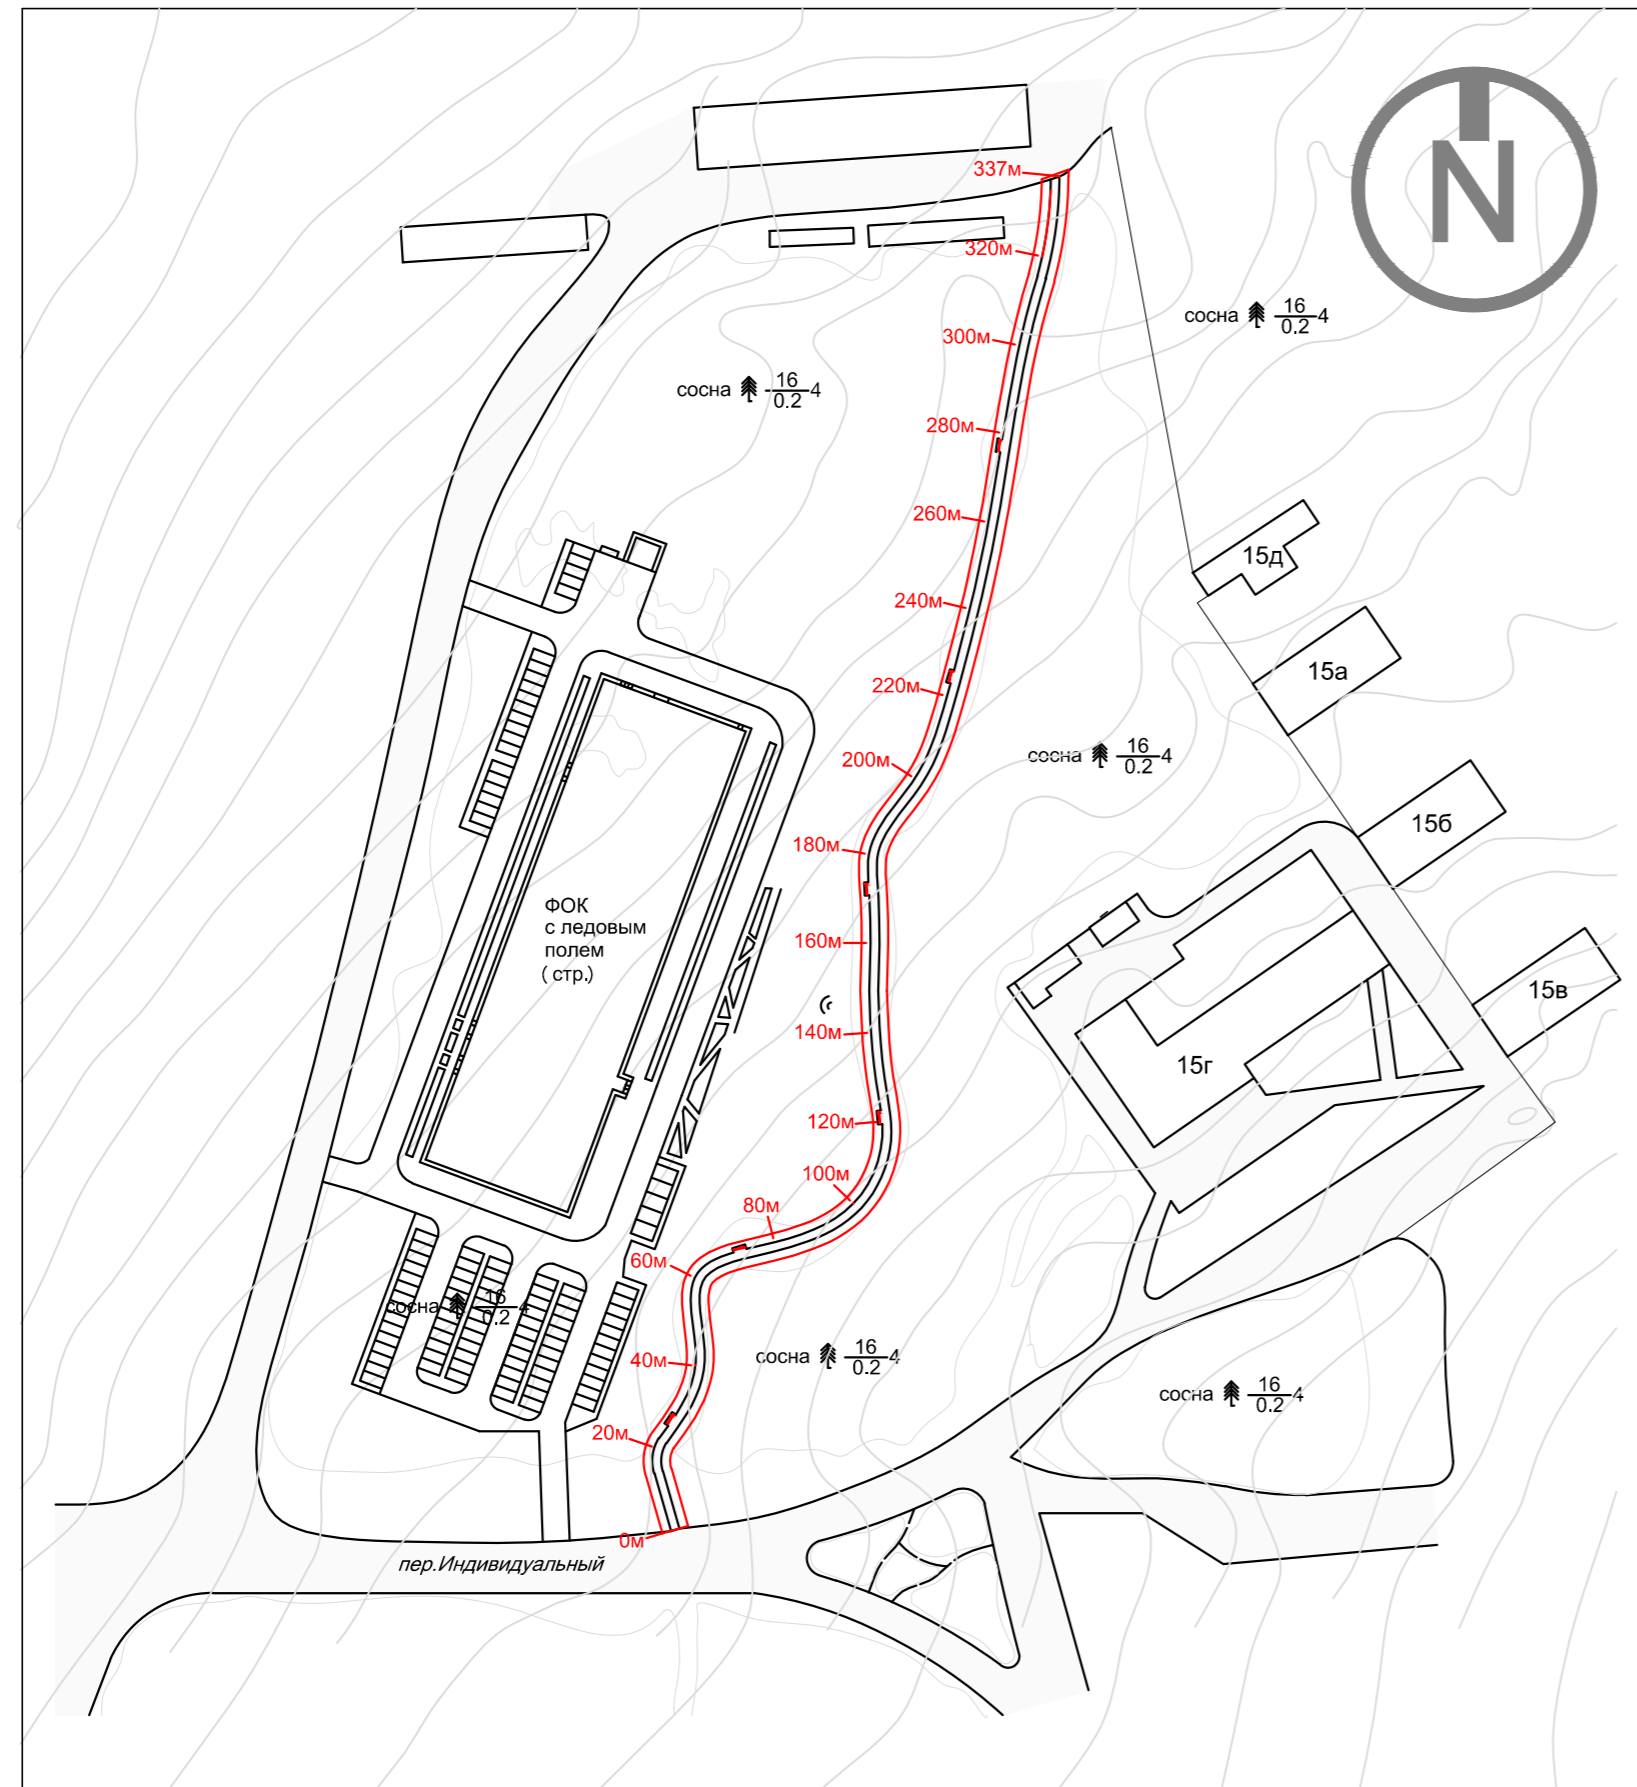 N
337м
320м
сосна 16
0.2 4
300м
сосна 16
0.2 4
280м
260м
15д
240м
15а
220м
сосна 16
0.2 4
200м
15б
180м
ФОК
с ледовым
полем
( стр.)
160м
15в
140м
15г
120м
100м
80м
60м
сосна 16
0.2 4
40м
сосна 16
0.2 4
сосна 16
0.2 4
20м
0м
пер.Индивидуальный